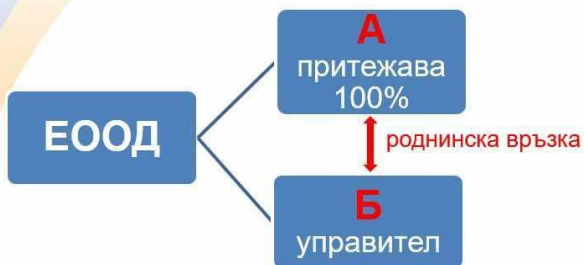 А
притежава
100%
ЕООД
роднинска връзка
Б
управител